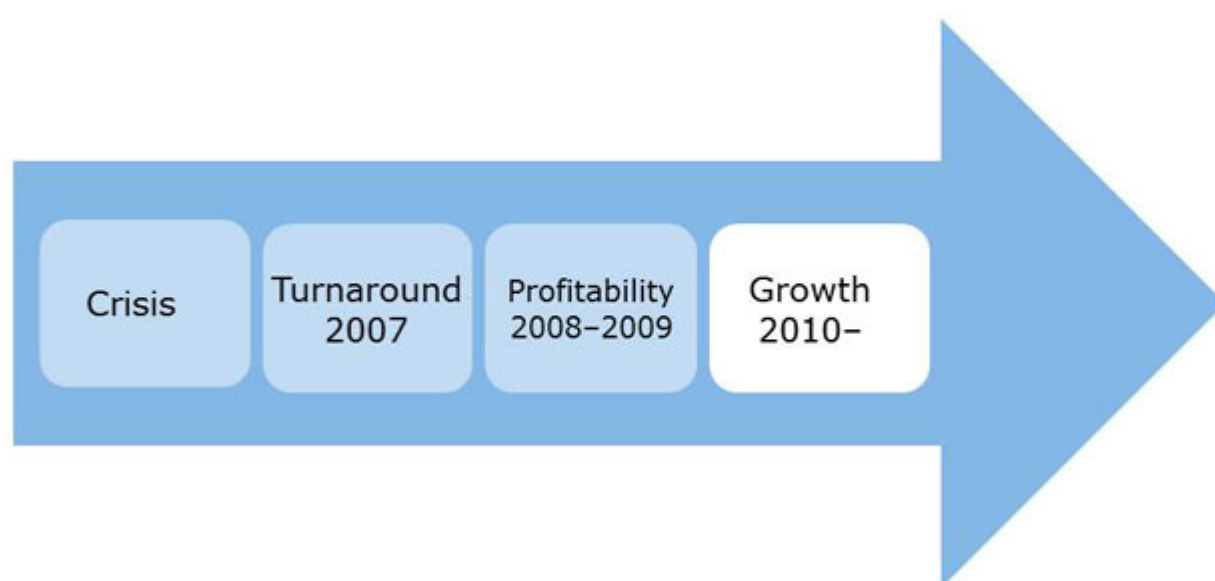 Crisis
Turnaround
2007
Profitability
2008–2009
Growth
2010–